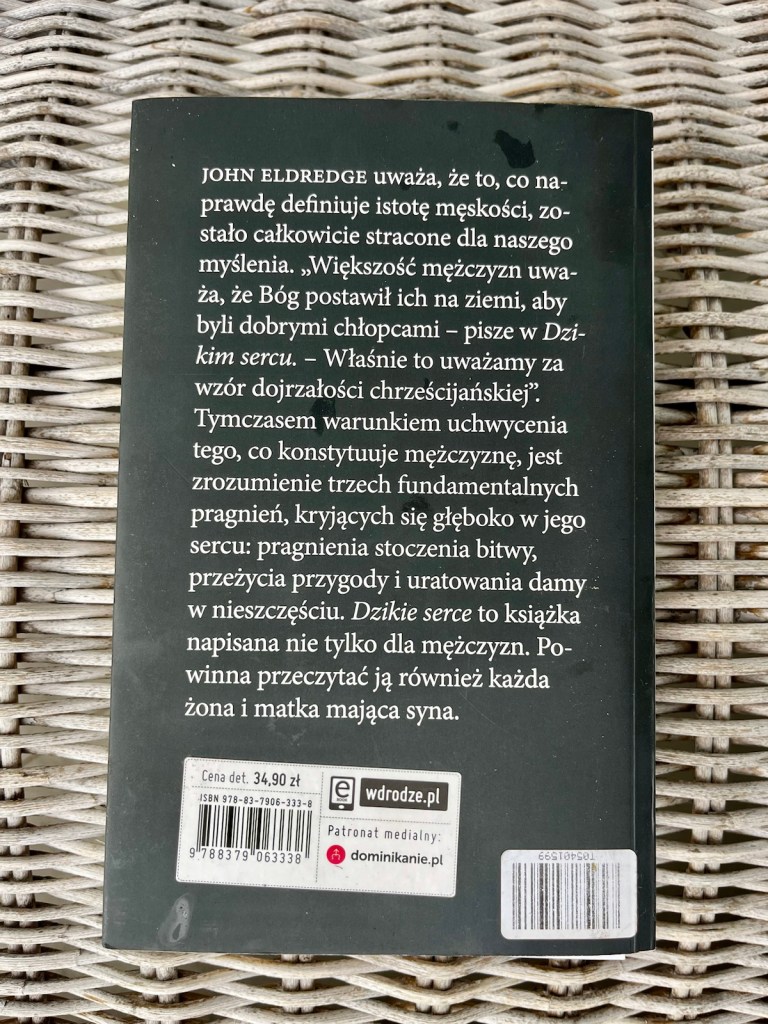 JOHN ELDREDGE uważa, że to, co na-
prawdę definiuje istotę męskości, zo-
stało całkowicie stracone dla naszego
myślenia. „Większość mężczyzn uwa-
ża, że Bóg postawił ich na ziemi, aby
byli dobrymi chłopcami – pisze w Dzi-
kim sercu. – Właśnie to uważamy za
wzór dojrzałości chrześcijańskiej”.
Tymczasem warunkiem uchwycenia
tego, co konstytuuje mężczyznę, jest
zrozumienie trzech fundamentalnych
pragnień, kryjących się głęboko w jego
sercu: pragnienia stoczenia bitwy,
przeżycia przygody i uratowania damy
w nieszczęściu. Dzikie serce to książka
napisana nie tylko dla mężczyzn. Po-
winna przeczytać ją również każda
żona i matka mająca syna.
Cena det. 34,90 zł
ISBN 978-83-7906-333-8
9 788379 063338
e
wdrodze.pl
Patronat medialny:
dominikanie.pl
T05401599